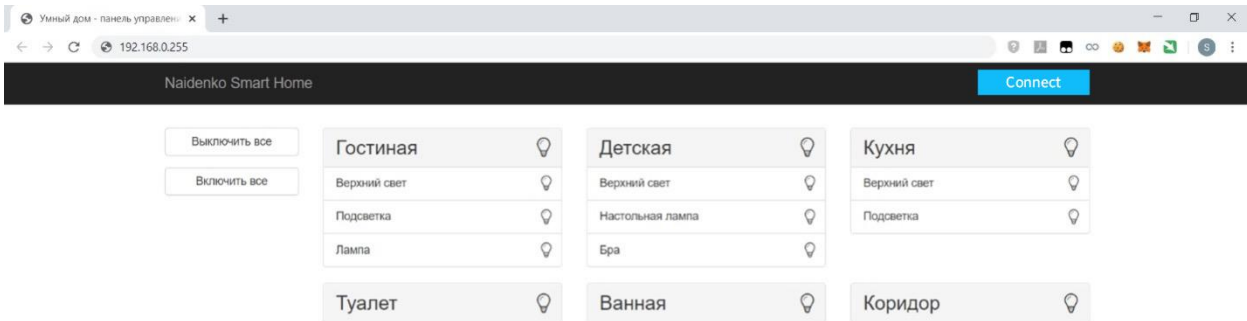 Умный дом - панель управлени
192.168.0.255
S
Naidenko Smart Home
Connect
Выключить все
Включить все
Гостиная
Верхний свет
Подсветка
Лампа
Детская
Верхний свет
Настольная лампа
Бра
Кухня
Верхний свет
Подсветка
Туалет
Ванная
Коридор